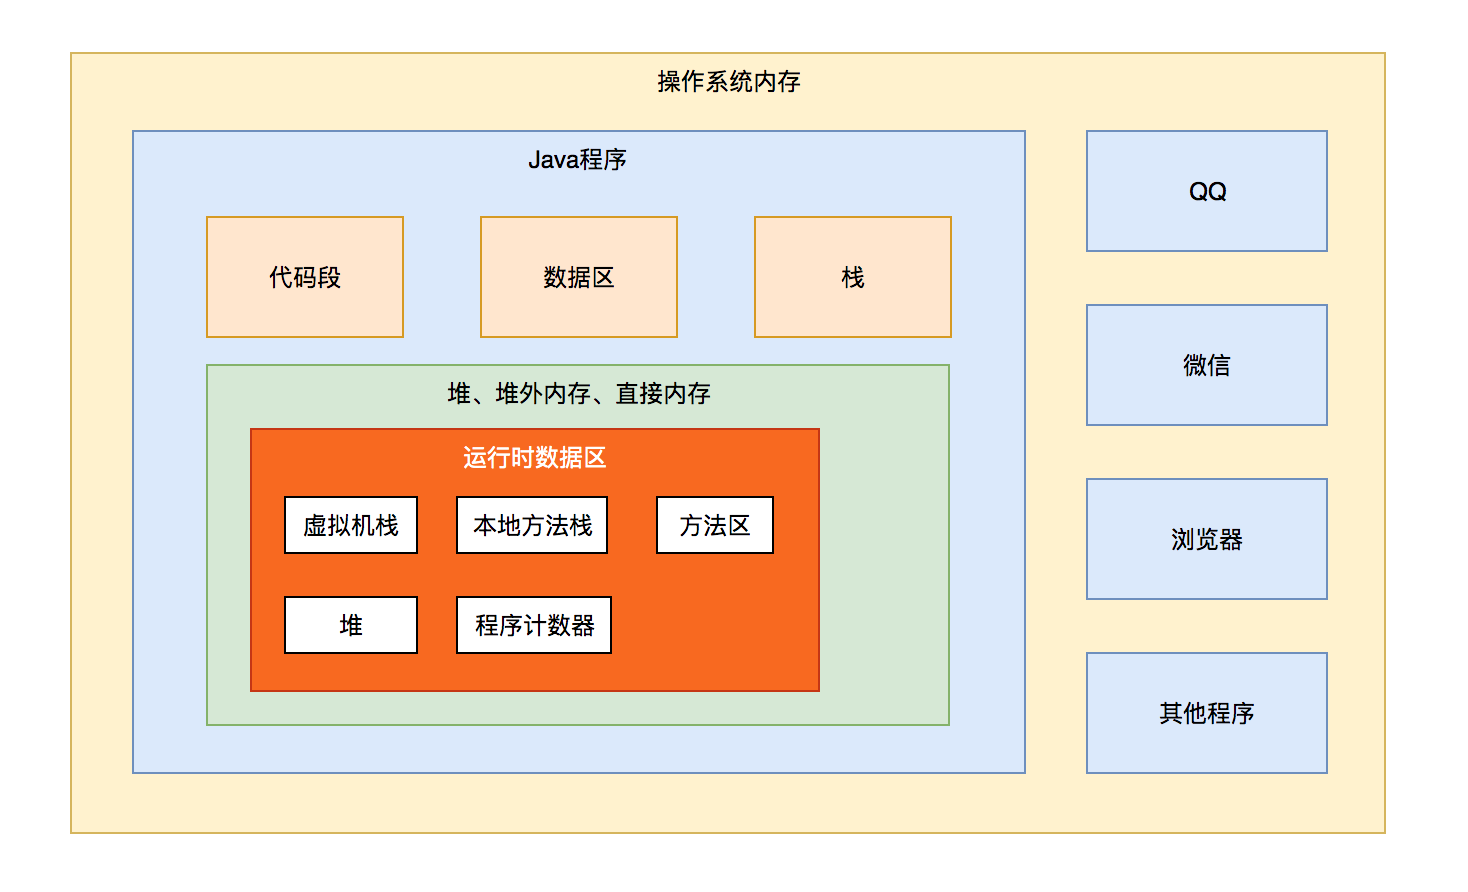 操作系统内存
Java程序
代码段
数据区
栈
堆、堆外内存、直接内存
运行时数据区
虚拟机栈
本地方法栈
方法区
堆
程序计数器
QQ
微信
浏览器
其他程序